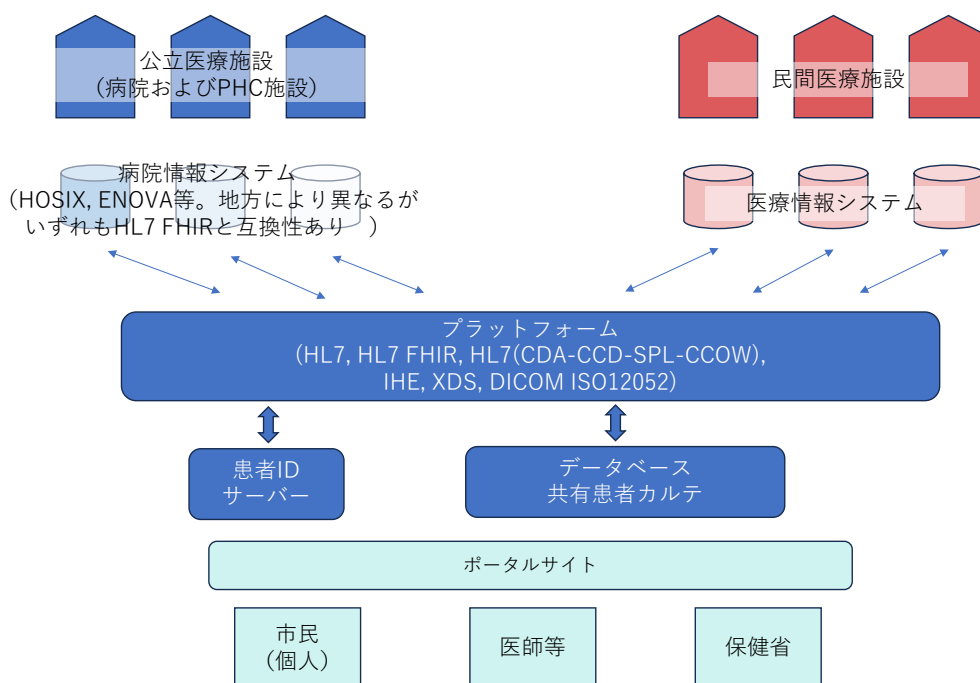 公立医療施設
(病院およびPHC施設)
民間医療施設
病院情報システム
(HOSIX, ENOVA等。地方により異なるが
いずれもHL7 FHIRと互換性あり　)
医療情報システム
プラットフォーム
(HL7, HL7 FHIR, HL7(CDA-CCD-SPL-CCOW),
IHE, XDS, DICOM ISO12052)
患者ID
サーバー
データベース
共有患者カルテ
ポータルサイト
市民
(個人)
医師等
保健省